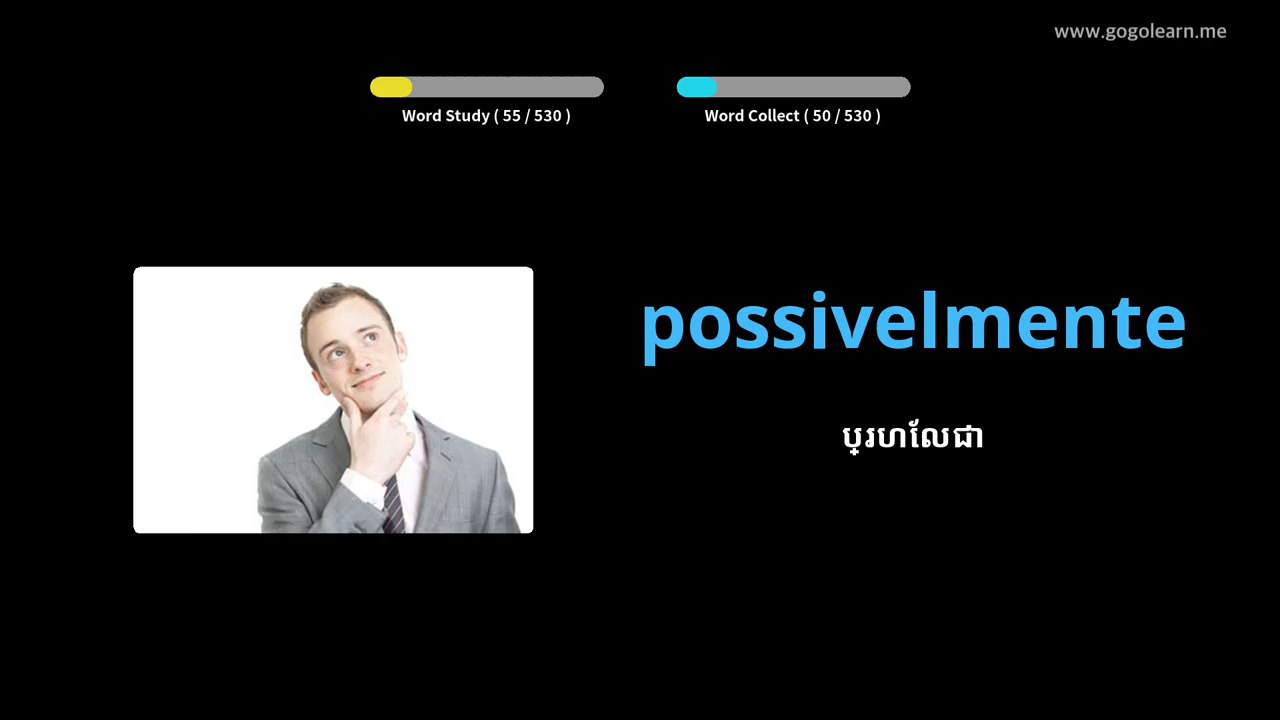 www.gogolearn.me
Word Study ( 55 / 530 )
Word Collect ( 50 / 530 )
possivelmente
ប្រហែលជា